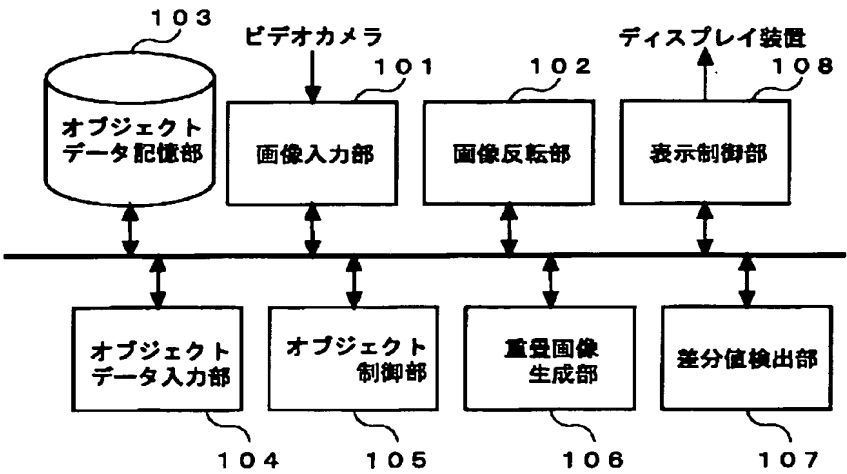 103
ビデオカメラ
ディスプレイ装置
101
102
108
オブジェクト
データ記憶部
画像入力部
画像反転部
表示制御部
オブジェクト
データ入力部
オブジェクト
制御部
重畳画像
生成部
差分値検出部
104
105
106
107